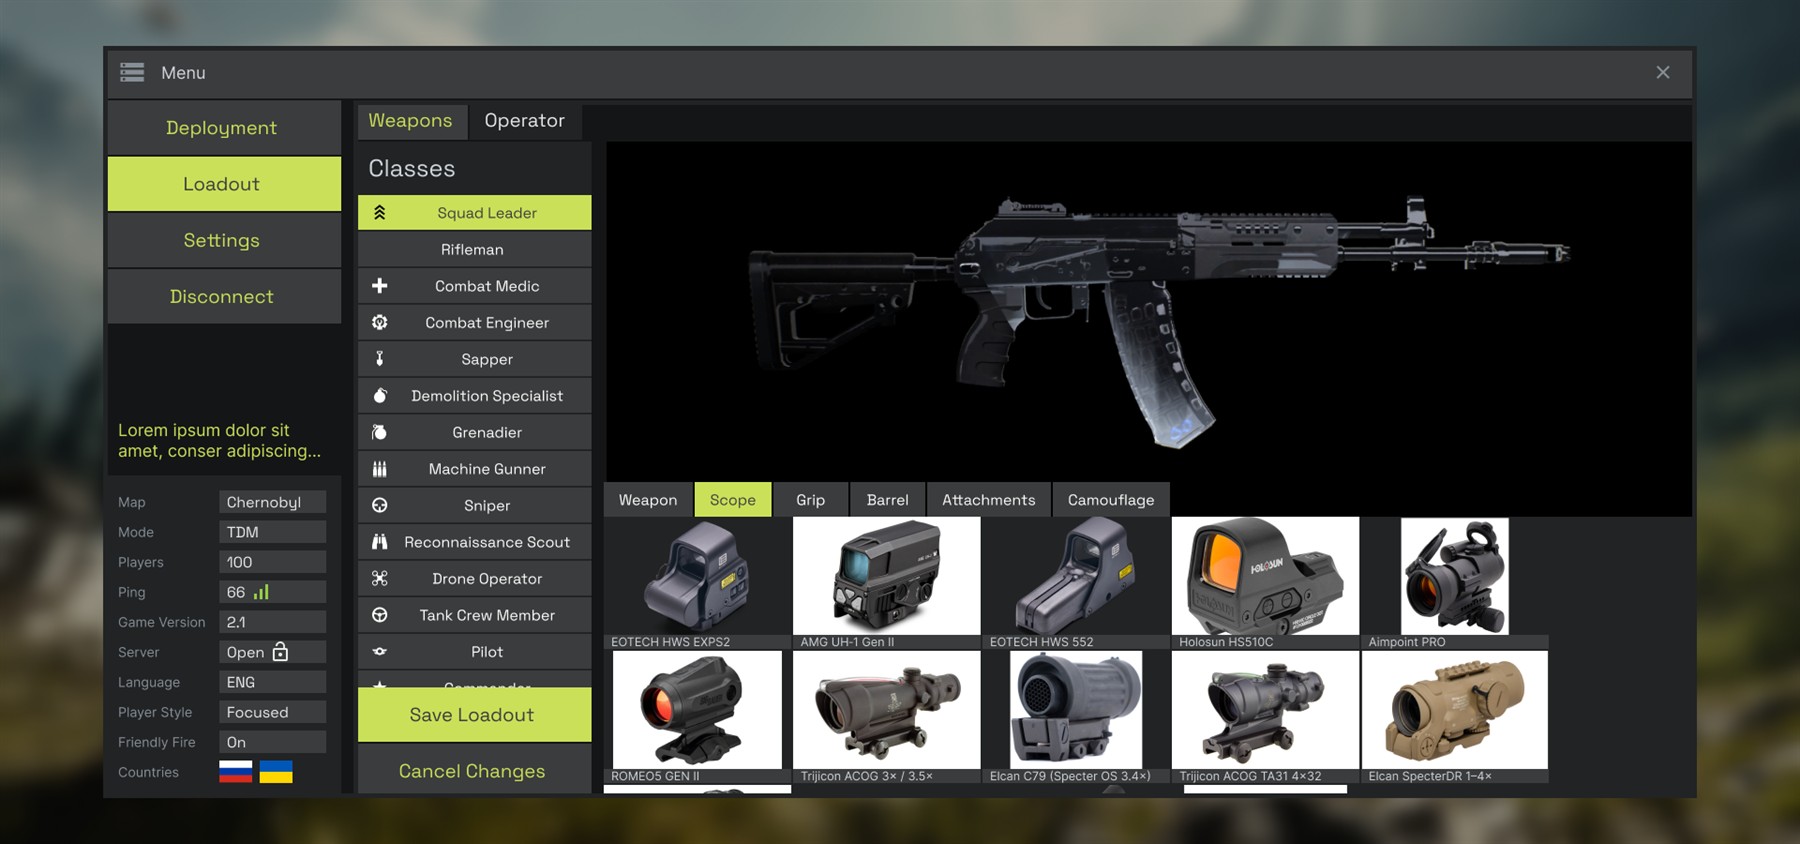 Menu
Deployment
Loadout
Settings
Disconnect
Lorem ipsum dolor sit
amet, conser adipiscing...
Map Chernobyl
Mode TDM
Players 100
Ping 66
Game Version 2.1
Server Open
Language ENG
Player Style Focused
Friendly Fire On
Countries
Weapons Operator
Classes
Squad Leader
Rifleman
Combat Medic
Combat Engineer
Sapper
Demolition Specialist
Grenadier
Machine Gunner
Sniper
Reconnaissance Scout
Drone Operator
Tank Crew Member
Pilot
Commander
Save Loadout
Cancel Changes
Weapon Scope Grip Barrel Attachments Camouflage
HOLOSUN
EOTECH HWS EXPS2
AMG UH-1 Gen II
EOTECH HWS 552
Holosun HS510C
Aimpoint PRO
ROMEO5 GEN II
Trijicon ACOG 3× / 3.5×
Elcan C79 (Specter OS 3.4×)
Trijicon ACOG TA31 4×32
Elcan SpecterDR 1–4×